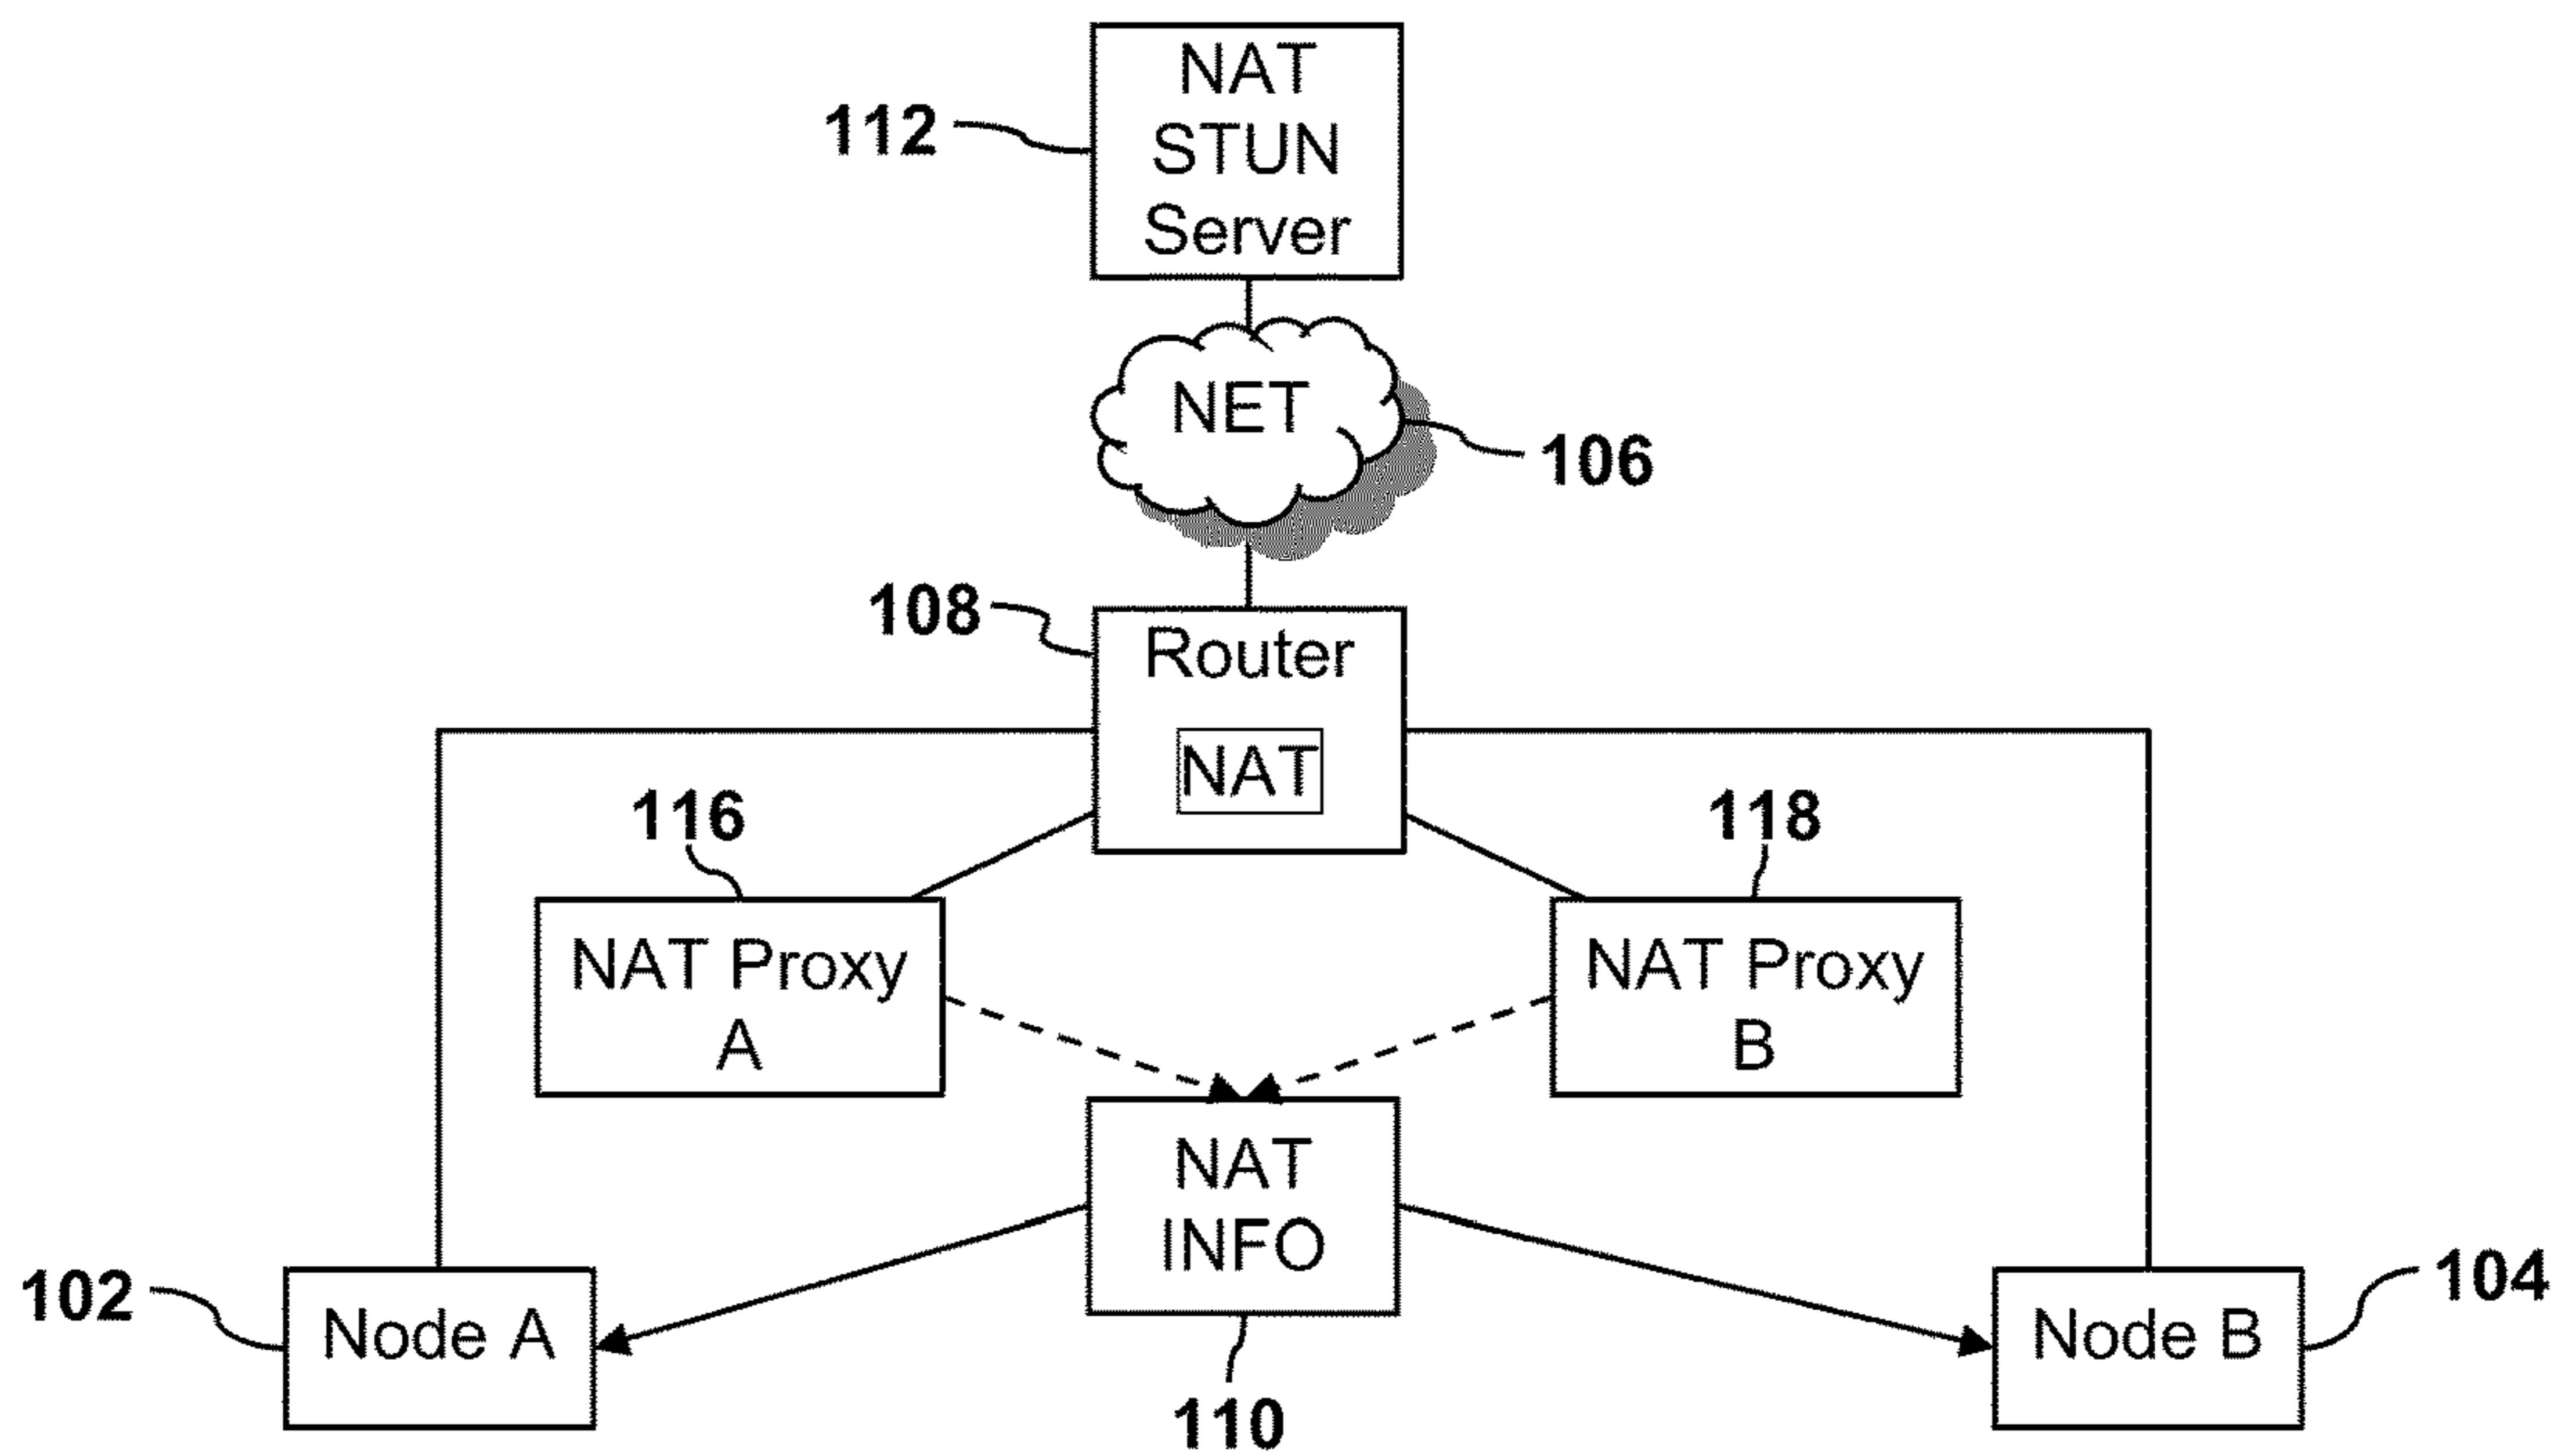 NAT
STUN
Server
112
NET
106
108
Router
NAT
116
118
NAT Proxy
A
NAT Proxy
B
NAT
INFO
102
Node A
Node B
104
110